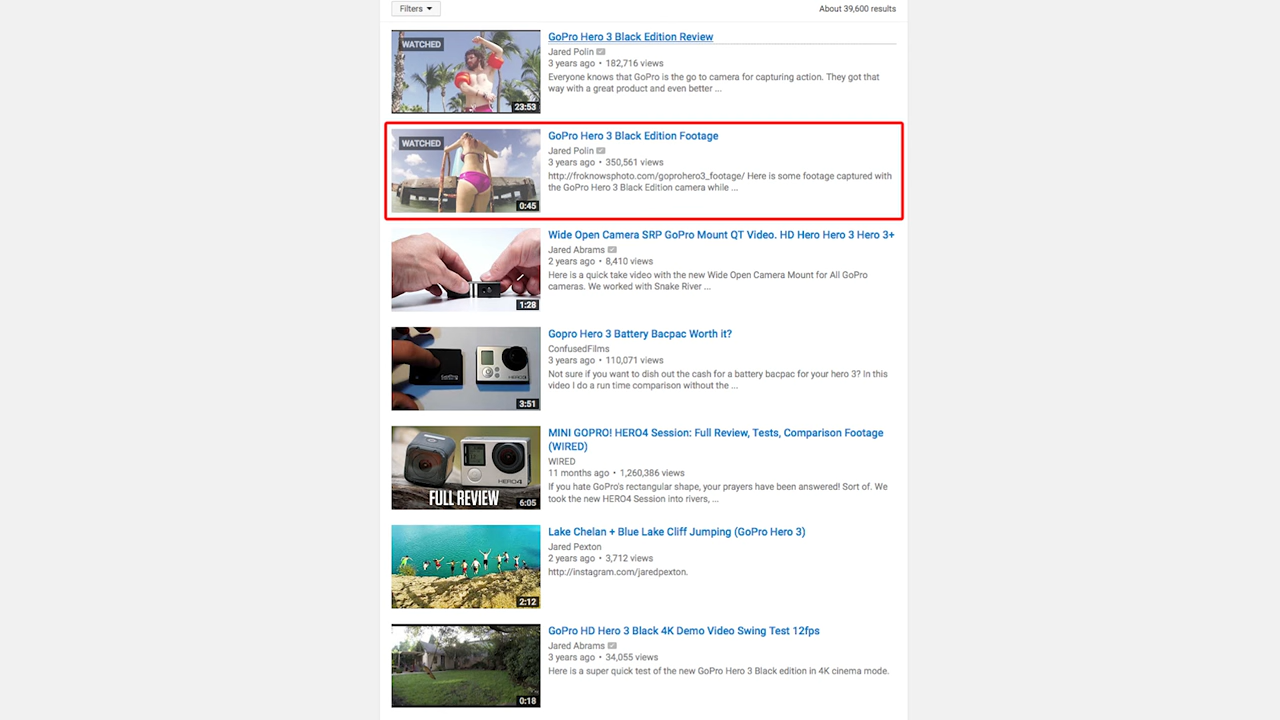 Filters
About 39,600 results
WATCHED
23:53
GoPro Hero 3 Black Edition Review
Jared Polin
3 years ago • 182,716 views
Everyone knows that GoPro is the go to camera for capturing action. They got that
way with a great product and even better ...
WATCHED
0:45
GoPro Hero 3 Black Edition Footage
Jared Polin
3 years ago • 350,561 views
http://froknowsphoto.com/goprohero3_footage/ Here is some footage captured with
the GoPro Hero 3 Black Edition camera while ...
1:28
Wide Open Camera SRP GoPro Mount QT Video. HD Hero Hero 3 Hero 3+
Jared Abrams
2 years ago • 8,410 views
Here is a quick take video with the new Wide Open Camera Mount for All GoPro
cameras. We worked with Snake River ...
3:51
Gopro Hero 3 Battery Bacpac Worth it?
ConfusedFilms
3 years ago • 110,071 views
Not sure if you want to dish out the cash for a battery bacpac for your hero 3? In this
video I do a run time comparison without the ...
HERO4
FULL REVIEW
6:05
MINI GOPRO! HERO4 Session: Full Review, Tests, Comparison Footage
(WIRED)
WIRED
11 months ago • 1,260,386 views
If you hate GoPro's rectangular shape, your prayers have been answered! Sort of. We
took the new HERO4 Session into rivers, ...
2:12
Lake Chelan + Blue Lake Cliff Jumping (GoPro Hero 3)
Jared Pexton
2 years ago • 3,712 views
http://instagram.com/jaredpexton.
0:18
GoPro HD Hero 3 Black 4K Demo Video Swing Test 12fps
Jared Abrams
3 years ago • 34,055 views
Here is a super quick test of the new GoPro Hero 3 Black edition in 4K cinema mode.